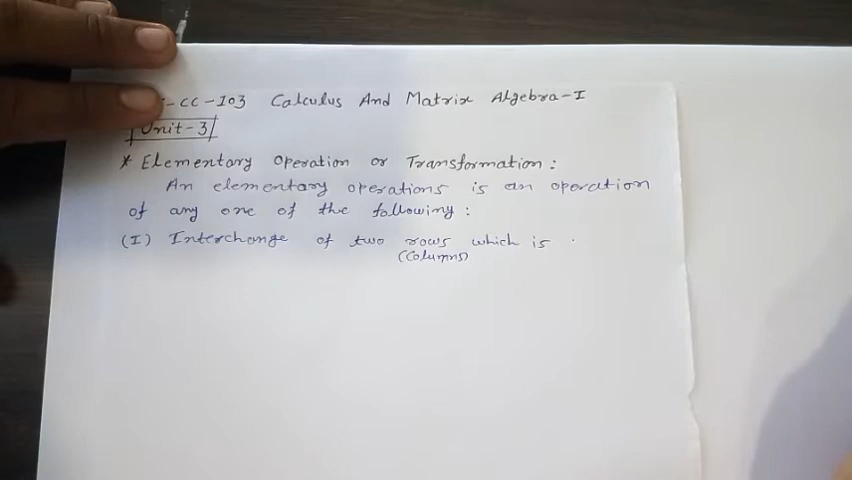 -CC-103 Calculus And Matrix Algebra-I
Unit-3
* Elementary Operation or Transformation:
An elementary operations is an operation
of any one of the following:
(I) Interchange of two rows which is
(Columns)